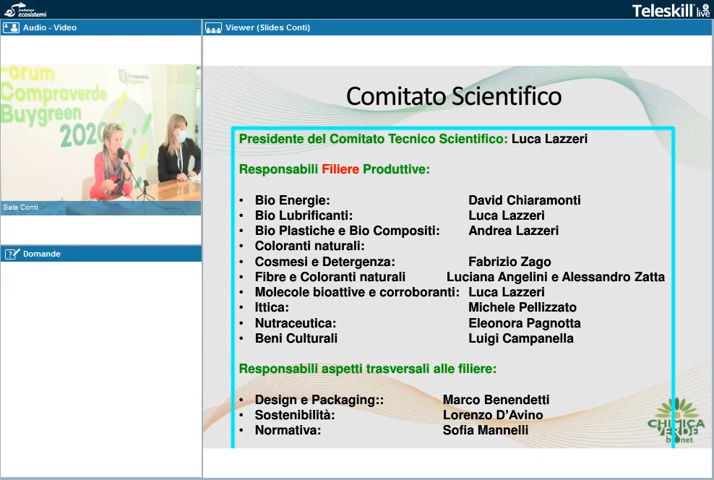 fondazione
ecosistemi
Teleskill live
Audio - Video
Viewer (Slides Conti)
Forum
Compraverde
Buygreen
2020
Sala Conti
Domande
Comitato Scientifico
Presidente del Comitato Tecnico Scientifico: Luca Lazzeri
Responsabili Filiere Produttive:
• Bio Energie: David Chiaramonti
• Bio Lubrificanti: Luca Lazzeri
• Bio Plastiche e Bio Compositi: Andrea Lazzeri
• Coloranti naturali:
• Cosmesi e Detergenza: Fabrizio Zago
• Fibre e Coloranti naturali Luciana Angelini e Alessandro Zatta
• Molecole bioattive e corroboranti: Luca Lazzeri
• Ittica: Michele Pellizzato
• Nutraceutica: Eleonora Pagnotta
• Beni Culturali Luigi Campanella
Responsabili aspetti trasversali alle filiere:
• Design e Packaging:: Marco Benendetti
• Sostenibilità: Lorenzo D'Avino
• Normativa: Sofia Mannelli
CHIMICA
VERDE
bionet